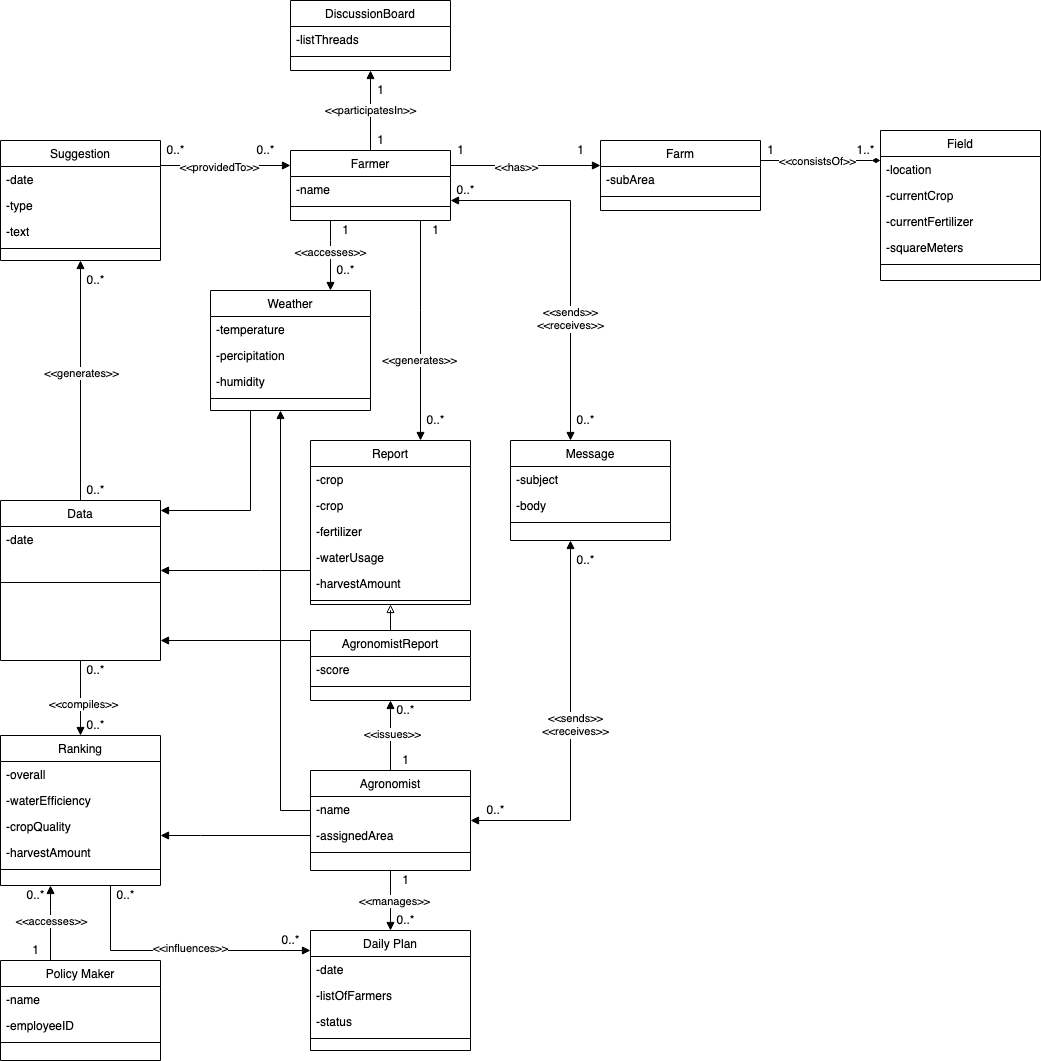 DiscussionBoard
-listThreads
1
<<participatesIn>>
1
Suggestion
-date
-type
-text
0..*
<<providedTo>>
0..*
Farmer
-name
1
<<has>>
1
Farm
-subArea
1
<<consistsOf>>
1..*
Field
-location
-currentCrop
-currentFertilizer
-squareMeters
0..*
1
<<accesses>>
0..*
1
<<generates>>
0..*
0..*
<<generates>>
0..*
Weather
-temperature
-percipitation
-humidity
<<sends>>
<<receives>>
0..*
Report
-crop
-crop
-fertilizer
-waterUsage
-harvestAmount
Message
-subject
-body
0..*
Data
-date
AgronomistReport
-score
0..*
<<issues>>
1
<<sends>>
<<receives>>
0..*
0..*
<<compiles>>
0..*
Ranking
-overall
-waterEfficiency
-cropQuality
-harvestAmount
Agronomist
-name
-assignedArea
1
<<manages>>
0..*
0..*
<<accesses>>
1
0..*
<<influences>>
0..*
Policy Maker
-name
-employeeID
Daily Plan
-date
-listOfFarmers
-status